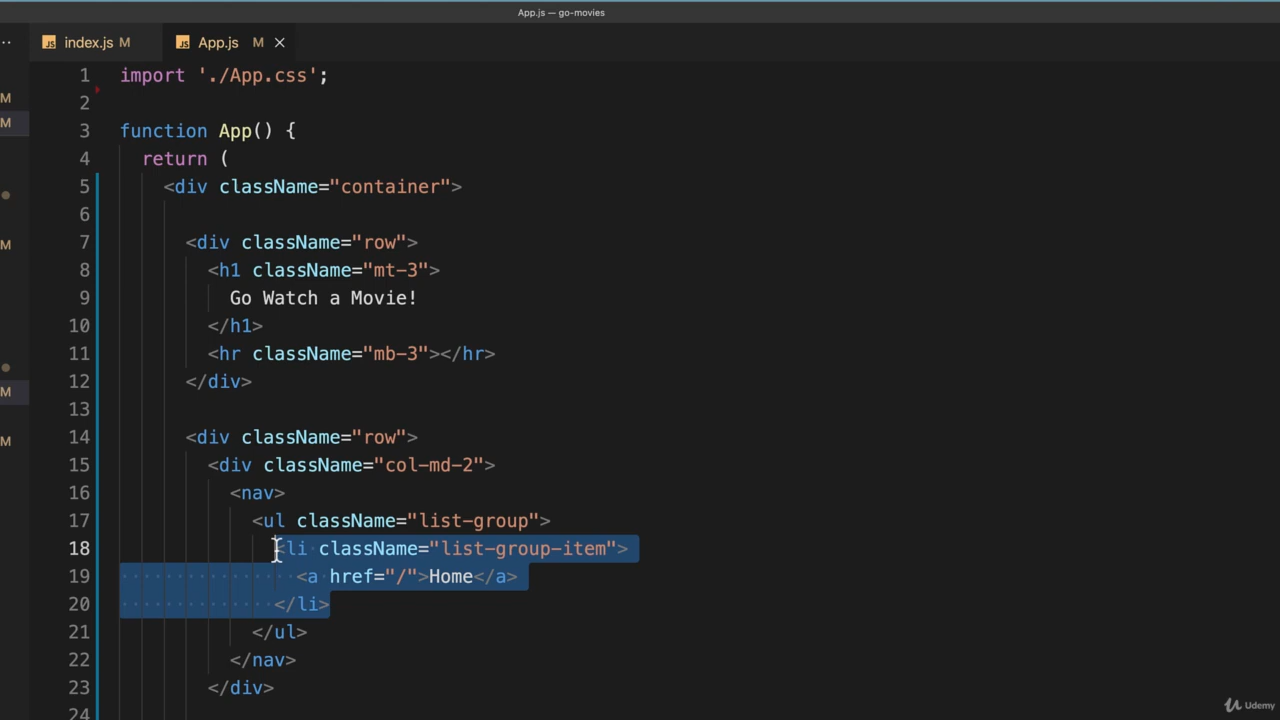 App.js — go-movies
··· JS index.js M JS App.js M ×
1 import './App.css';
2
3 function App() {
4 return (
5 <div className="container">
6
7 <div className="row">
8 <h1 className="mt-3">
9 Go Watch a Movie!
10 </h1>
11 <hr className="mb-3"></hr>
12 </div>
13
14 <div className="row">
15 <div className="col-md-2">
16 <nav>
17 <ul className="list-group">
18 <li className="list-group-item">
19 <a href="/">Home</a>
20 </li>
21 </ul>
22 </nav>
23 </div>
24
M
M
M
M
M
Udemy